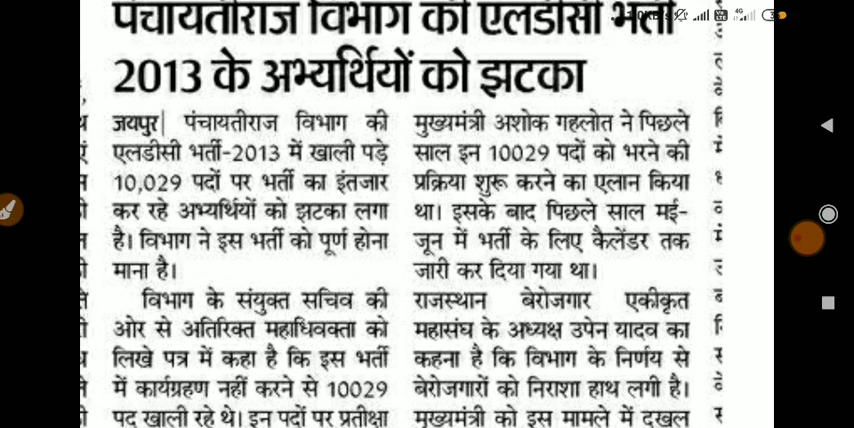 पंचायतीराज विभाग की एलडीसी भर्ती
2013 के अभ्यर्थियों को झटका
जयपुर| पंचायतीराज विभाग की
एलडीसी भर्ती-2013 में खाली पड़े
10,029 पदों पर भर्ती का इंतजार
कर रहे अभ्यर्थियों को झटका लगा
है। विभाग ने इस भर्ती को पूर्ण होना
माना है।
विभाग के संयुक्त सचिव की
ओर से अतिरिक्त महाधिवक्ता को
लिखे पत्र में कहा है कि इस भर्ती
में कार्यग्रहण नहीं करने से 10029
पद खाली रहे थे। इन पदों पर प्रतीक्षा
मुख्यमंत्री अशोक गहलोत ने पिछले
साल इन 10029 पदों को भरने की
प्रक्रिया शुरू करने का एलान किया
था। इसके बाद पिछले साल मई-
जून में भर्ती के लिए कैलेंडर तक
जारी कर दिया गया था।
राजस्थान बेरोजगार एकीकृत
महासंघ के अध्यक्ष उपेन यादव का
कहना है कि विभाग के निर्णय से
बेरोजगारों को निराशा हाथ लगी है।
मुख्यमंत्री को इस मामले में दखल